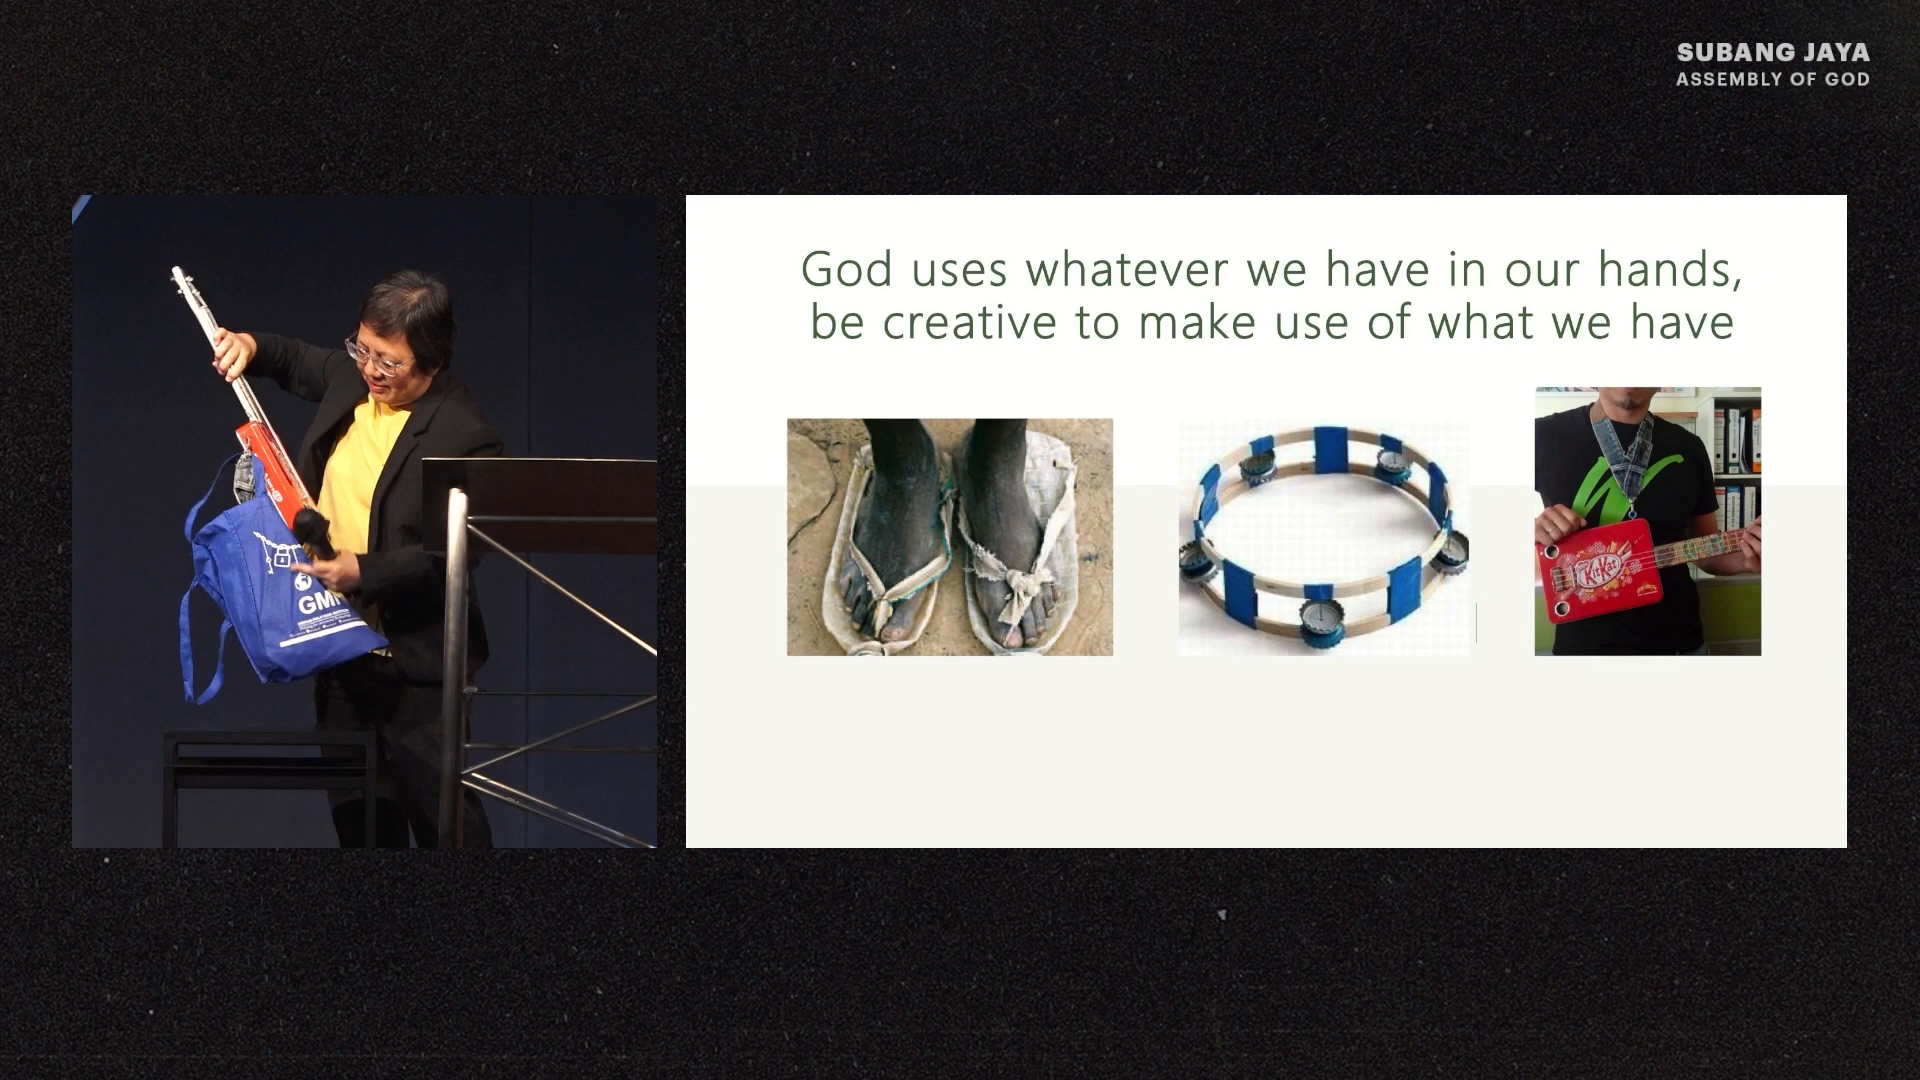 SUBANG JAYA
ASSEMBLY OF GOD
God uses whatever we have in our hands,
be creative to make use of what we have
KitKat